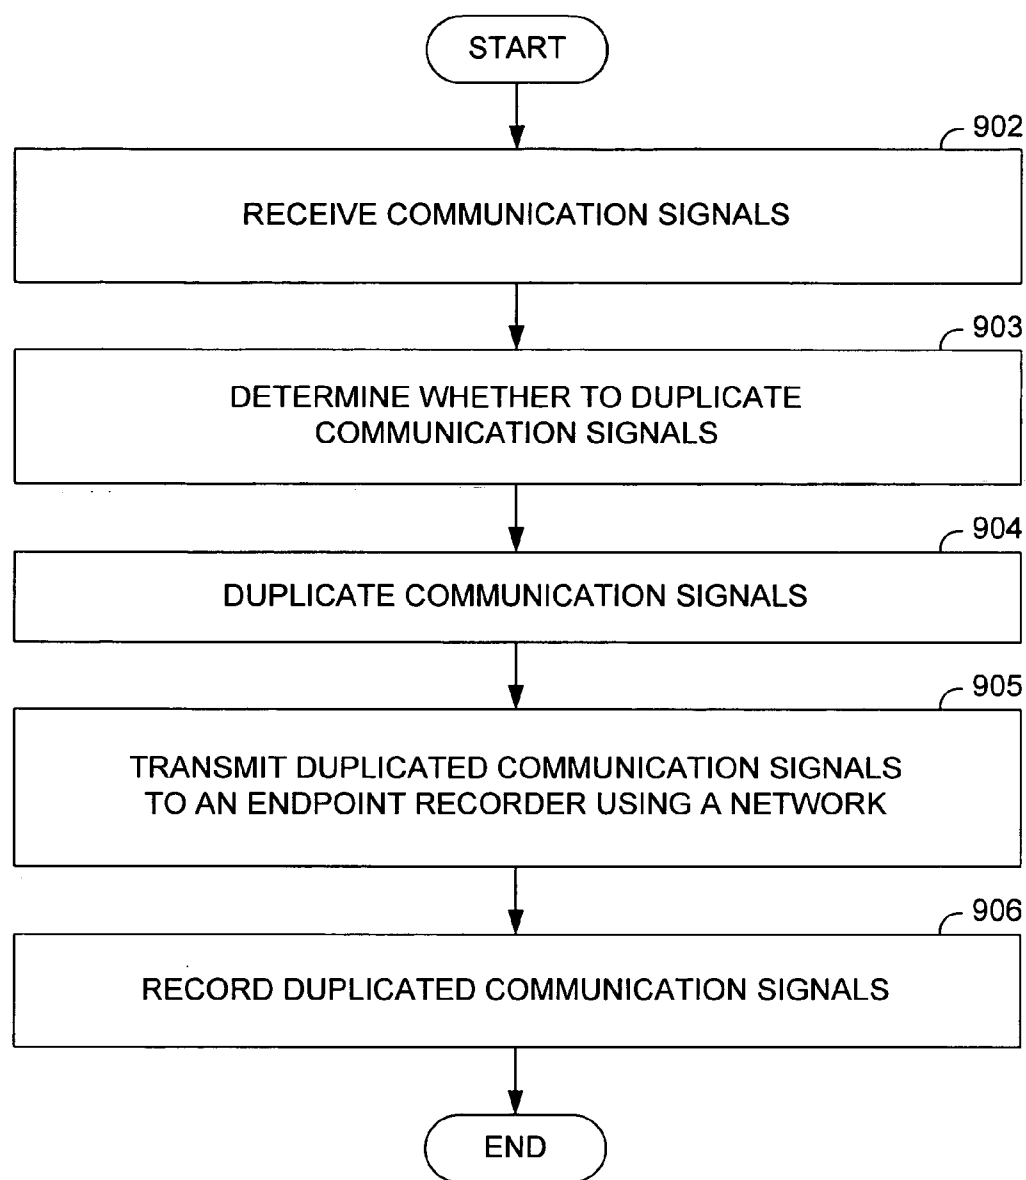 START
902
RECEIVE COMMUNICATION SIGNALS
903
DETERMINE WHETHER TO DUPLICATE
COMMUNICATION SIGNALS
904
DUPLICATE COMMUNICATION SIGNALS
905
TRANSMIT DUPLICATED COMMUNICATION SIGNALS
TO AN ENDPOINT RECORDER USING A NETWORK
906
RECORD DUPLICATED COMMUNICATION SIGNALS
END